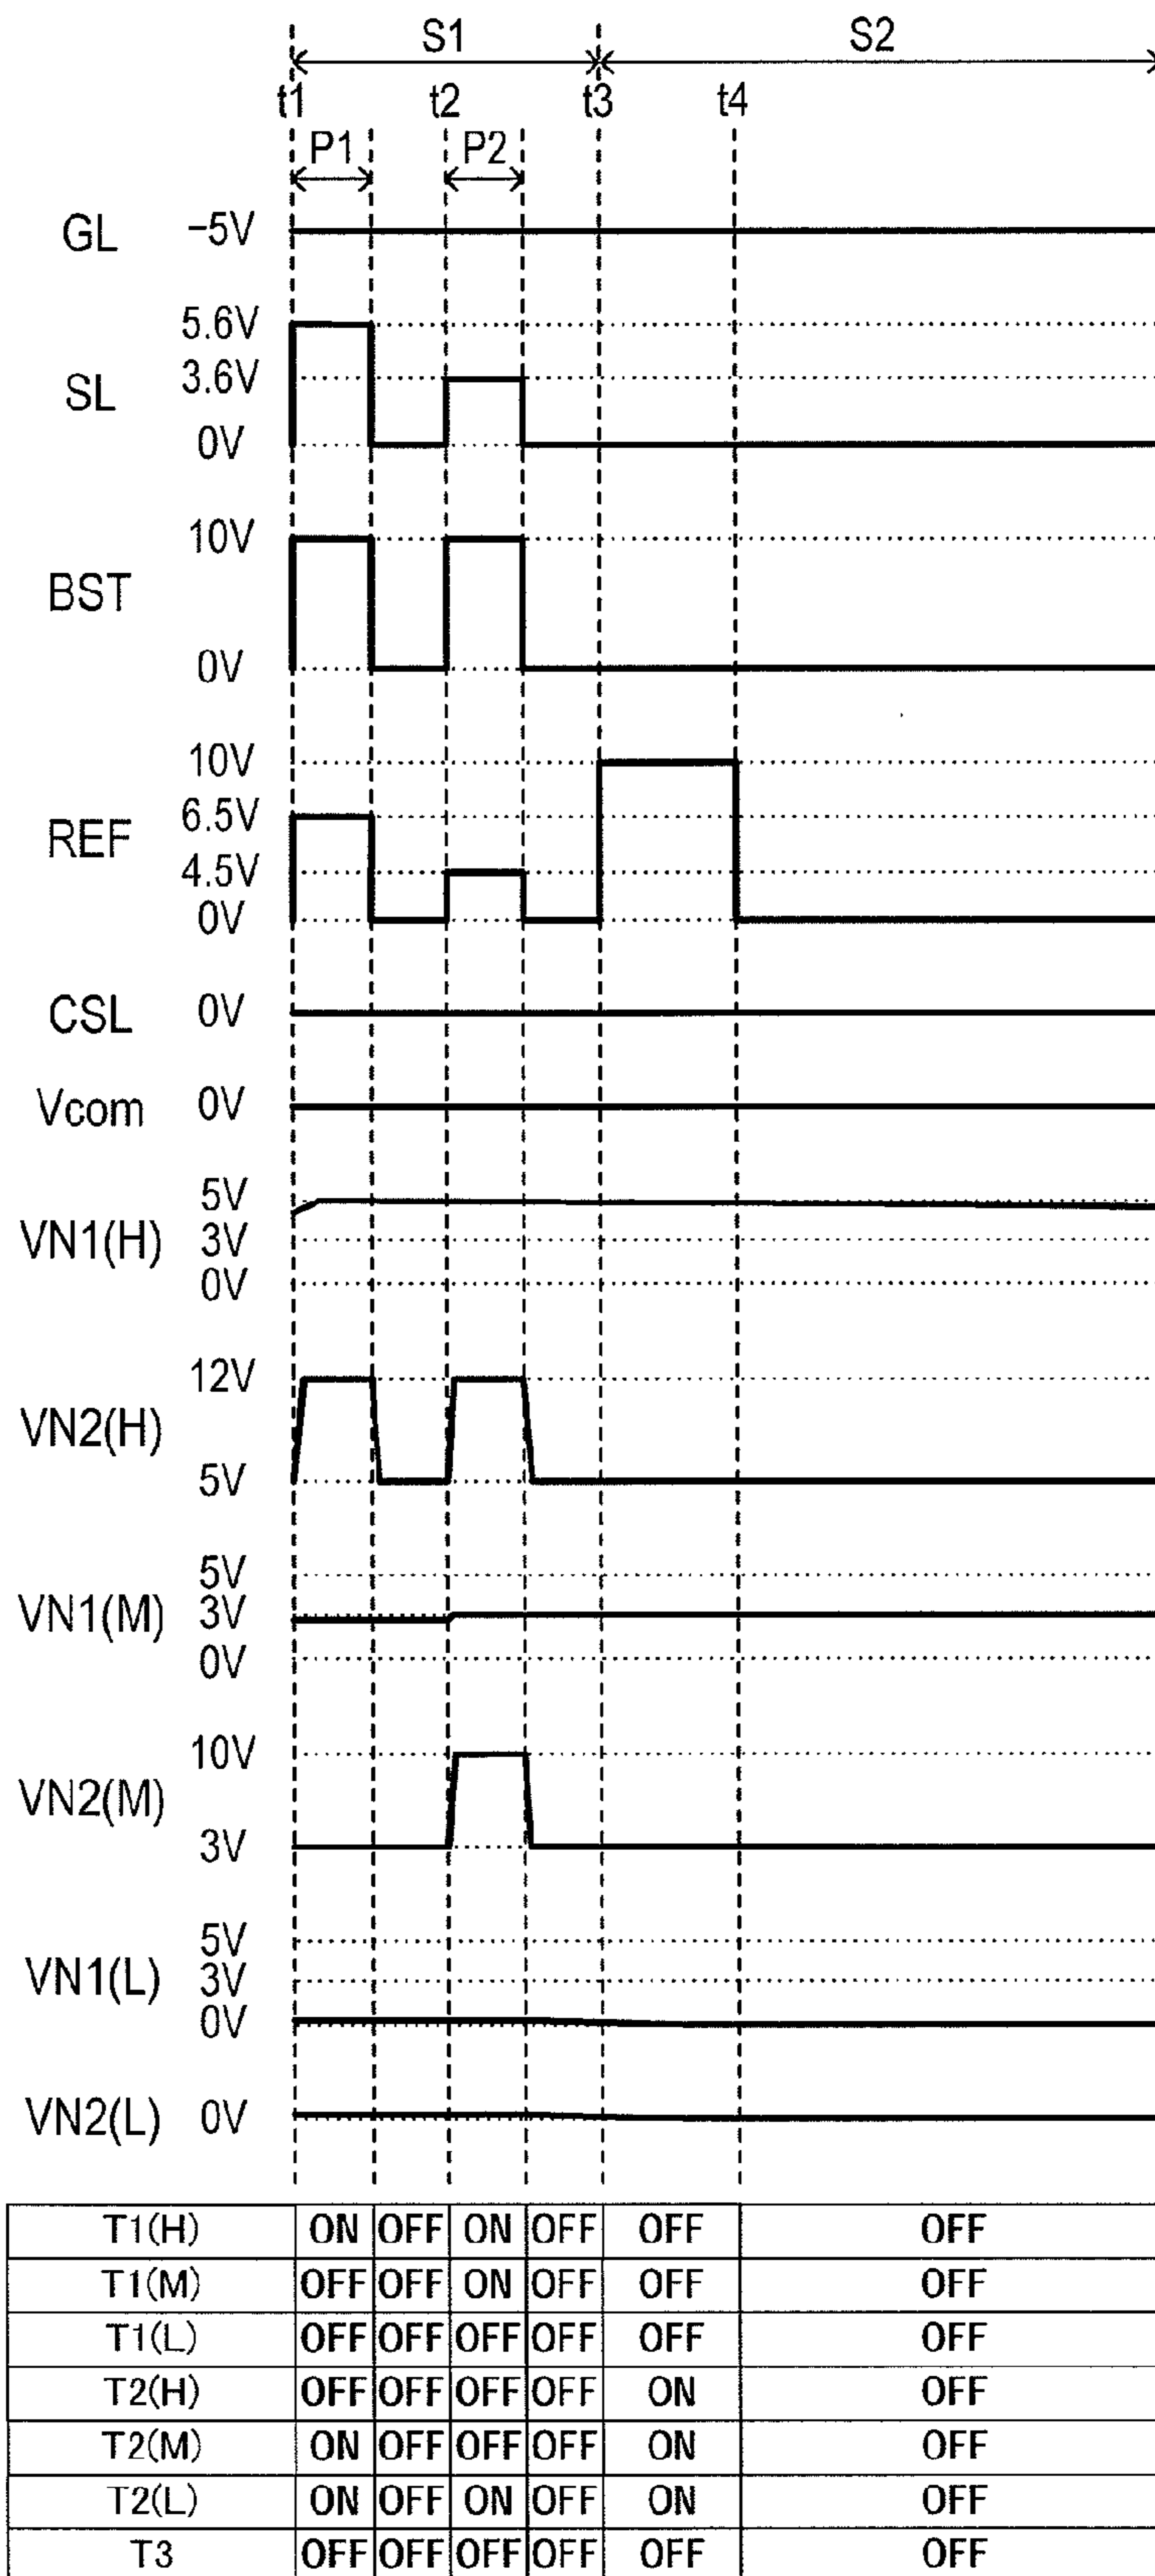 S1 S2
t1 t2 t3 t4
P1 P2
GL −5V
5.6V
SL 3.6V
0V
10V
BST
0V
10V
REF 6.5V
4.5V
0V
CSL 0V
Vcom 0V
5V
VN1(H) 3V
0V
12V
VN2(H)
5V
5V
VN1(M) 3V
0V
10V
VN2(M)
3V
5V
VN1(L) 3V
0V
VN2(L) 0V
T1(H) ON OFF ON OFF OFF OFF
T1(M) OFF OFF ON OFF OFF OFF
T1(L) OFF OFF OFF OFF OFF OFF
T2(H) OFF OFF OFF OFF ON OFF
T2(M) ON OFF OFF OFF ON OFF
T2(L) ON OFF ON OFF ON OFF
T3 OFF OFF OFF OFF OFF OFF